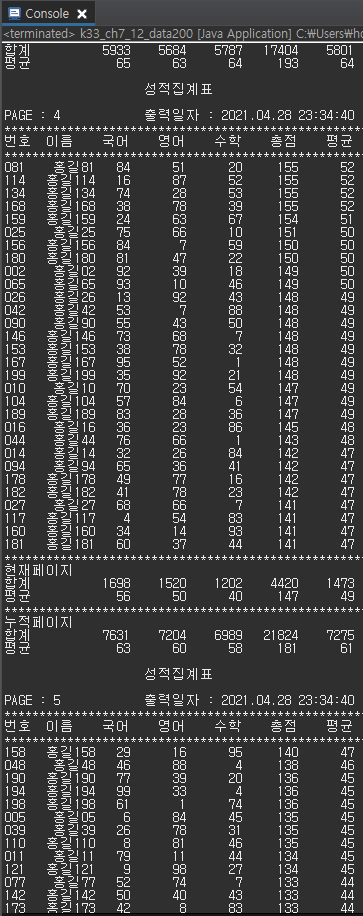 Console
<terminated> k33_ch7_12_data200 [Java Application] C:₩Users₩ho
합계 5933 5684 5787 17404 5801
평균 65 63 64 193 64
성적집계표
PAGE : 4 출력일자 : 2021.04.28 23:34:40
************************************************
번호 이름 국어 영어 수학 총점 평균
************************************************
081 홍길81 84 51 20 155 52
114 홍길114 16 87 52 155 52
134 홍길134 74 28 53 155 52
168 홍길168 38 78 39 155 52
159 홍길159 24 63 67 154 51
025 홍길25 75 66 10 151 50
156 홍길156 84 7 59 150 50
180 홍길180 81 47 22 150 50
002 홍길02 92 39 18 149 50
065 홍길65 93 10 46 149 50
026 홍길26 13 92 43 148 49
042 홍길42 53 7 88 148 49
090 홍길90 55 43 50 148 49
146 홍길146 73 68 7 148 49
153 홍길153 38 78 32 148 49
167 홍길167 95 52 1 148 49
199 홍길199 35 92 21 148 49
010 홍길10 70 23 54 147 49
104 홍길104 57 84 6 147 49
189 홍길189 83 28 36 147 49
016 홍길16 36 23 86 145 48
044 홍길44 76 66 1 143 48
014 홍길14 32 26 84 142 47
094 홍길94 65 36 41 142 47
178 홍길178 49 77 16 142 47
182 홍길182 41 78 23 142 47
027 홍길27 68 66 7 141 47
117 홍길117 4 54 83 141 47
160 홍길160 34 14 93 141 47
181 홍길181 60 37 44 141 47
************************************************
현재페이지
합계 1698 1520 1202 4420 1473
평균 56 50 40 147 49
************************************************
누적페이지
합계 7631 7204 6989 21824 7275
평균 63 60 58 181 61
성적집계표
PAGE : 5 출력일자 : 2021.04.28 23:34:40
************************************************
번호 이름 국어 영어 수학 총점 평균
************************************************
158 홍길158 29 16 95 140 47
048 홍길48 46 88 4 138 46
190 홍길190 77 39 20 136 45
194 홍길194 99 33 4 136 45
198 홍길198 61 1 74 136 45
005 홍길05 6 84 45 135 45
039 홍길39 26 78 31 135 45
110 홍길110 8 81 46 135 45
011 홍길11 79 11 44 134 45
121 홍길121 9 98 27 134 45
077 홍길77 52 74 7 133 44
142 홍길142 50 40 43 133 44
173 홍길173 42 8 83 133 44